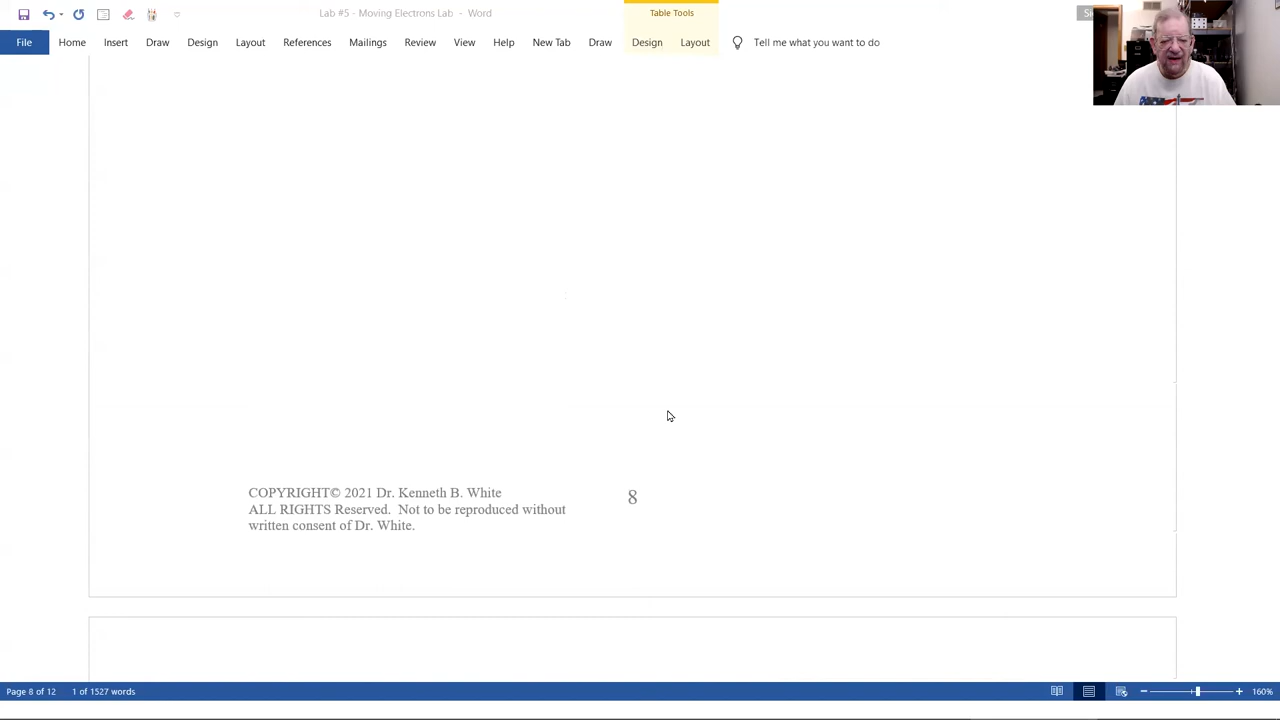 Lab #5 - Moving Electrons Lab - Word
Table Tools
Si
File Home Insert Draw Design Layout References Mailings Review View Help New Tab Draw Design Layout Tell me what you want to do
COPYRIGHT© 2021 Dr. Kenneth B. White
8
ALL RIGHTS Reserved. Not to be reproduced without
written consent of Dr. White.
Page 8 of 12 1 of 1527 words 160%